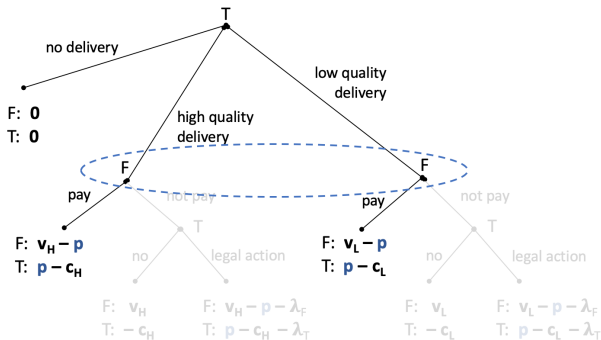 T
no delivery
low quality
delivery
F: 0
T: 0
high quality
delivery
F
F
pay
not pay
pay
not pay
T
T
F: vH – p
T: p – cH
no
legal action
F: vL – p
T: p – cL
no
legal action
F: vH
T: – cH
F: vH – p – λF
T: p – cH – λT
F: vL
T: – cL
F: vL – p – λF
T: p – cL – λT